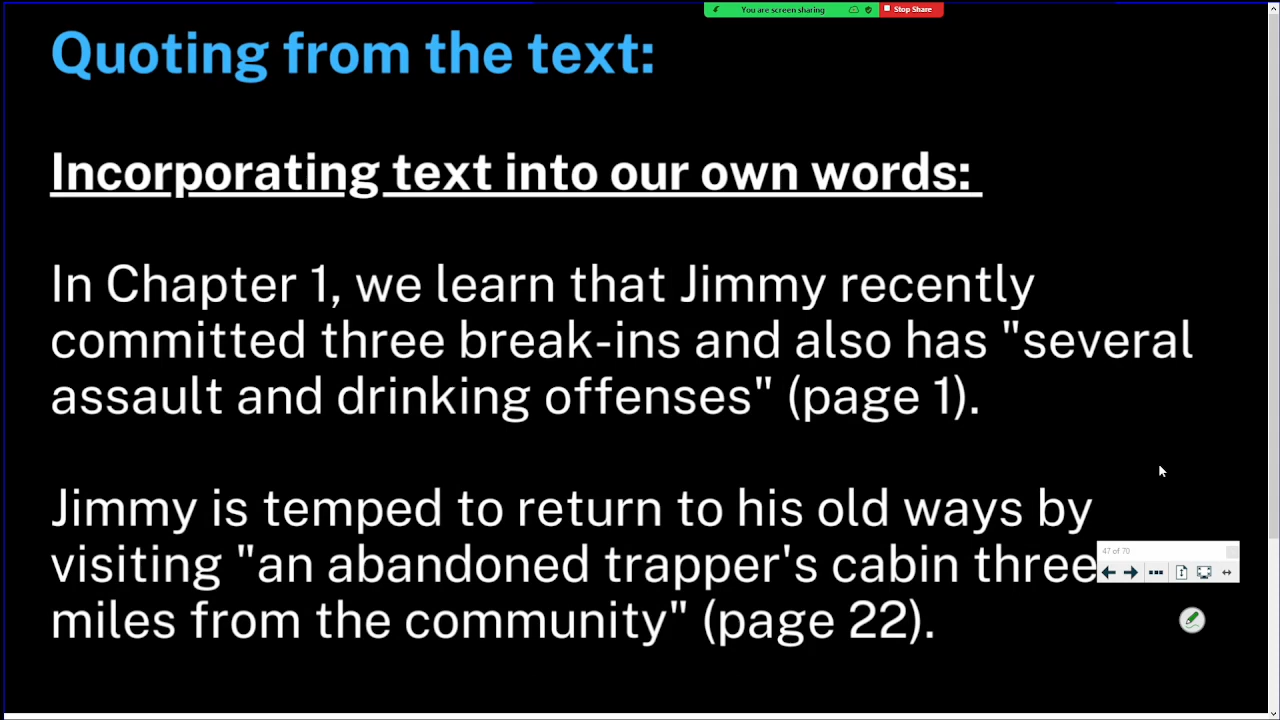 You are screen sharing
Stop Share
Quoting from the text:
Incorporating text into our own words:
In Chapter 1, we learn that Jimmy recently
committed three break-ins and also has "several
assault and drinking offenses" (page 1).
Jimmy is temped to return to his old ways by
visiting "an abandoned trapper's cabin three
miles from the community" (page 22).
47 of 70